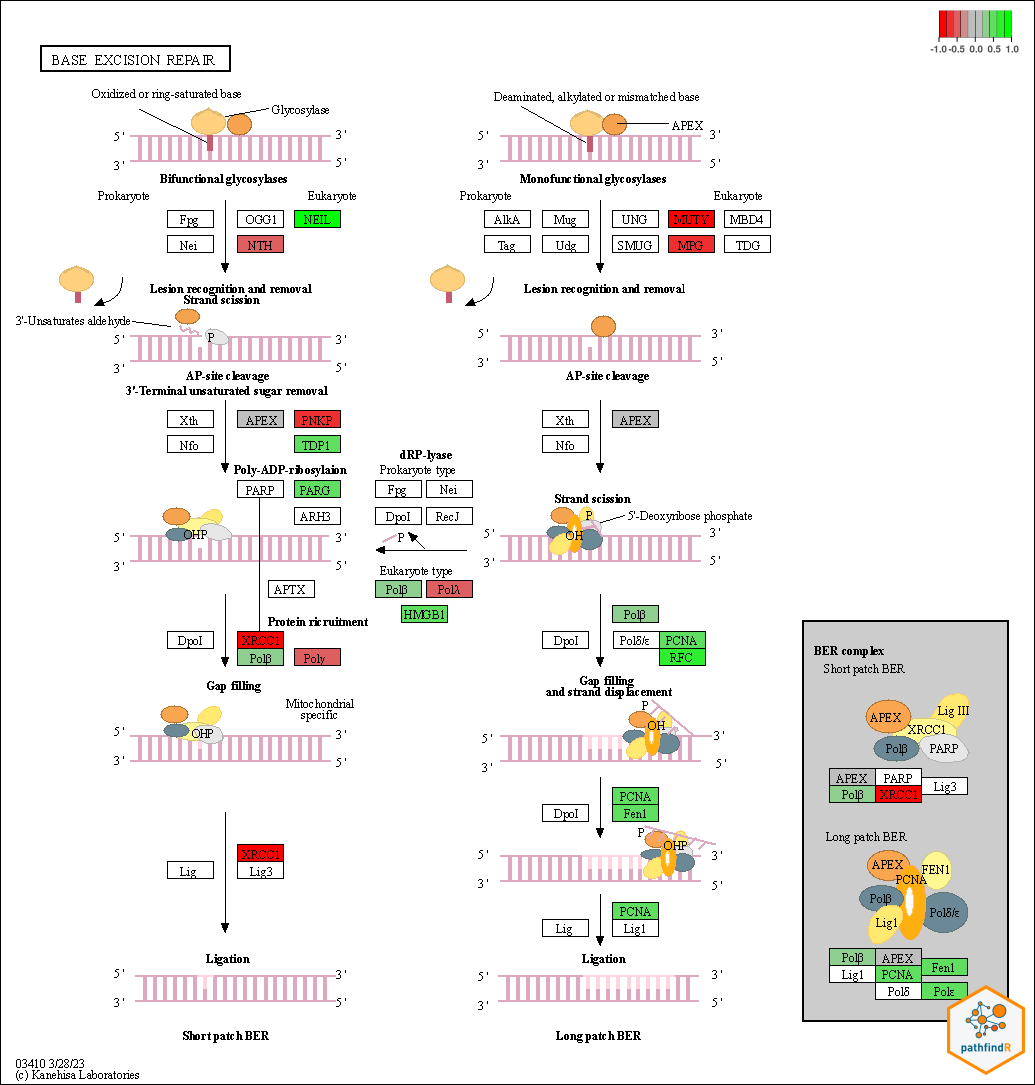 -1.0 -0.5 0.0 0.5 1.0
BASE EXCISION REPAIR
Oxidized or ring-saturated base
Glycosylase
5' 3'
3' 5'
Bifunctional glycosylases
Prokaryote Eukaryote
Fpg OGG1 NEIL
Nei NTH
Lesion recognition and removal
Strand scission
3'-Unsaturates aldehyde
P
5' 3'
3' 5'
AP-site cleavage
3'-Terminal unsaturated sugar removal
Xth APEX PNKP
Nfo TDP1
Poly-ADP-ribosylaion
PARP PARG
ARH3
OHP
5' 3'
3' 5'
APTX
Protein ricruitment
DpoI XRCC1
Polβ Polγ
Gap filling
Mitochondrial
specific
OHP
5' 3'
3' 5'
XRCC1
Lig Lig3
Ligation
5' 3'
3' 5'
Short patch BER
dRP-lyase
Prokaryote type
Fpg Nei
DpoI RecJ
P
Eukaryote type
Polβ Polλ
HMGB1
Deaminated, alkylated or mismatched base
APEX
5' 3'
3' 5'
Monofunctional glycosylases
Prokaryote Eukaryote
AlkA Mug UNG MUTY MBD4
Tag Udg SMUG MPG TDG
Lesion recognition and removal
5' 3'
3' 5'
AP-site cleavage
Xth APEX
Nfo
Strand scission
P
5'-Deoxyribose phosphate
OH
5' 3'
3' 5'
Polβ
DpoI Polδ/ε PCNA
RFC
Gap filling
and strand displacement
P
OH
5' 3'
3' 5'
PCNA
DpoI Fen1
P
OHP
5' 3'
3' 5'
PCNA
Lig Lig1
Ligation
5' 3'
3' 5'
Long patch BER
BER complex
Short patch BER
APEX Lig III
XRCC1
Polβ PARP
APEX PARP
Lig3
Polβ XRCC1
Long patch BER
APEX FEN1
PCNA
Polβ
Polδ/ε
Lig1
Polβ APEX
Fen1
Lig1 PCNA
Polδ Polε
pathfindR
03410 3/28/23
(c) Kanehisa Laboratories